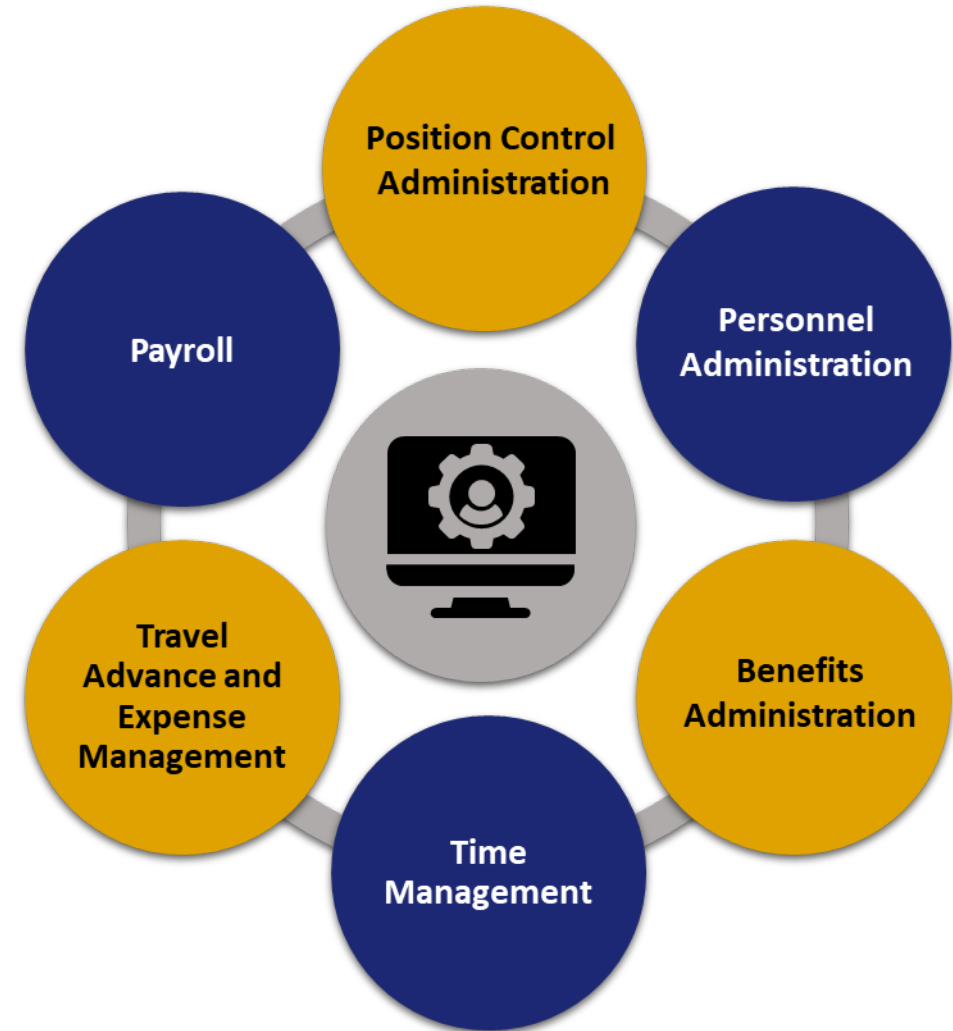 Position Control
Administration
Personnel
Administration
Benefits
Administration
Time
Management
Travel
Advance and
Expense
Management
Payroll